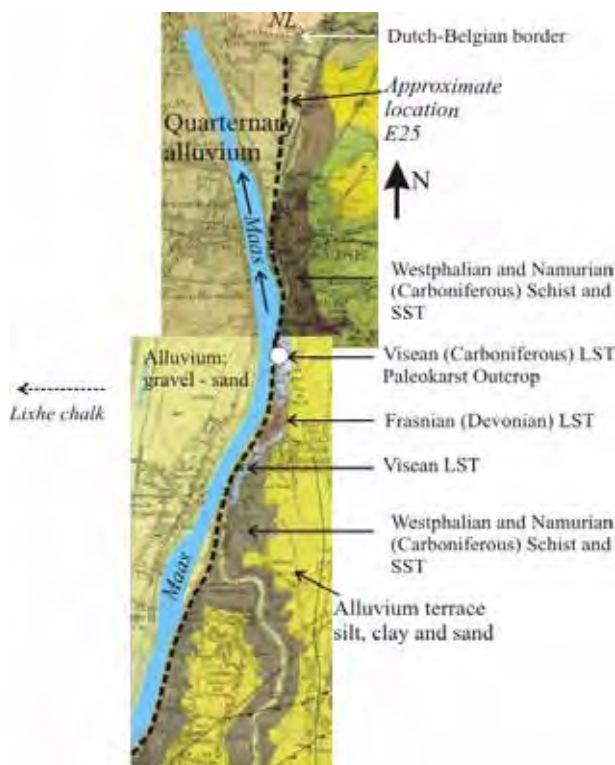 NL
Dutch-Belgian border
Approximate
location
E25
Quarternary
alluvium
N
Maas
Westphalian and Namurian
(Carboniferous) Schist and
SST
Alluvium;
gravel - sand
Visean (Carboniferous) LST
Paleokarst Outcrop
Lixhe chalk
Frasnian (Devonian) LST
Visean LST
Westphalian and Namurian
(Carboniferous) Schist and
SST
Maas
Alluvium terrace
silt, clay and sand